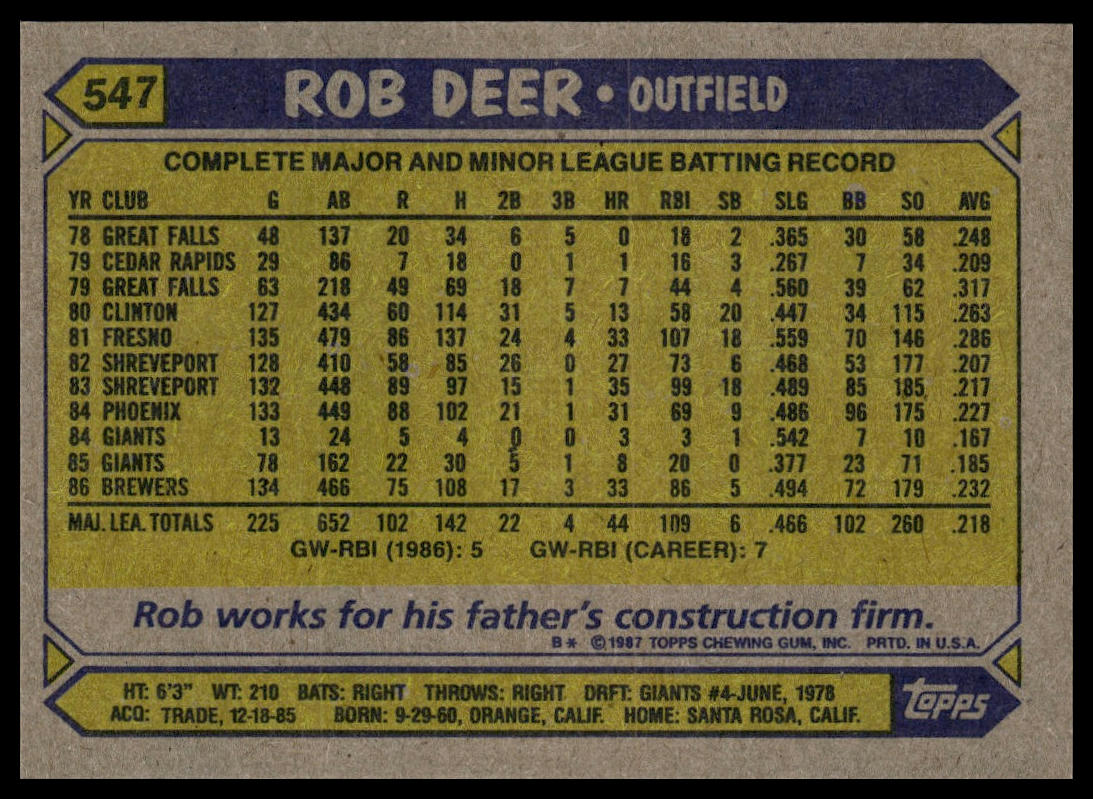 547 ROB DEER • OUTFIELD
COMPLETE MAJOR AND MINOR LEAGUE BATTING RECORD
YR CLUB G AB R H 2B 3B HR RBI SB SLG BB SO AVG
78 GREAT FALLS 48 137 20 34 6 5 0 18 2 .365 30 58 .248
79 CEDAR RAPIDS 29 86 7 18 0 1 1 16 3 .267 7 34 .209
79 GREAT FALLS 63 218 49 69 18 7 7 44 4 .560 39 62 .317
80 CLINTON 127 434 60 114 31 5 13 58 20 .447 34 115 .263
81 FRESNO 135 479 86 137 24 4 33 107 18 .559 70 146 .286
82 SHREVEPORT 128 410 58 85 26 0 27 73 6 .468 53 177 .207
83 SHREVEPORT 132 448 89 97 15 1 35 99 18 .489 85 185 .217
84 PHOENIX 133 449 88 102 21 1 31 69 9 .486 96 175 .227
84 GIANTS 13 24 5 4 0 0 3 3 1 .542 7 10 .167
85 GIANTS 78 162 22 30 5 1 8 20 0 .377 23 71 .185
86 BREWERS 134 466 75 108 17 3 33 86 5 .494 72 179 .232
MAJ. LEA. TOTALS 225 652 102 142 22 4 44 109 6 .466 102 260 .218
GW-RBI (1986): 5 GW-RBI (CAREER): 7
Rob works for his father's construction firm.
B* ©1987 TOPPS CHEWING GUM, INC. PRTD. IN U.S.A.
HT: 6'3" WT: 210 BATS: RIGHT THROWS: RIGHT DRFT: GIANTS #4-JUNE, 1978
ACQ: TRADE, 12-18-85 BORN: 9-29-60, ORANGE, CALIF. HOME: SANTA ROSA, CALIF.
topps